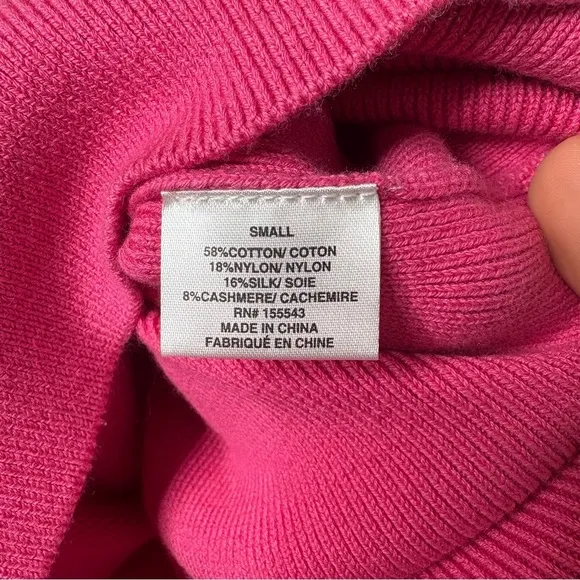 SMALL
58%COTTON/ COTON
18%NYLON/ NYLON
16%SILK/ SOIE
8%CASHMERE/ CACHEMIRE
RN# 155543
MADE IN CHINA
FABRIQUÉ EN CHINE